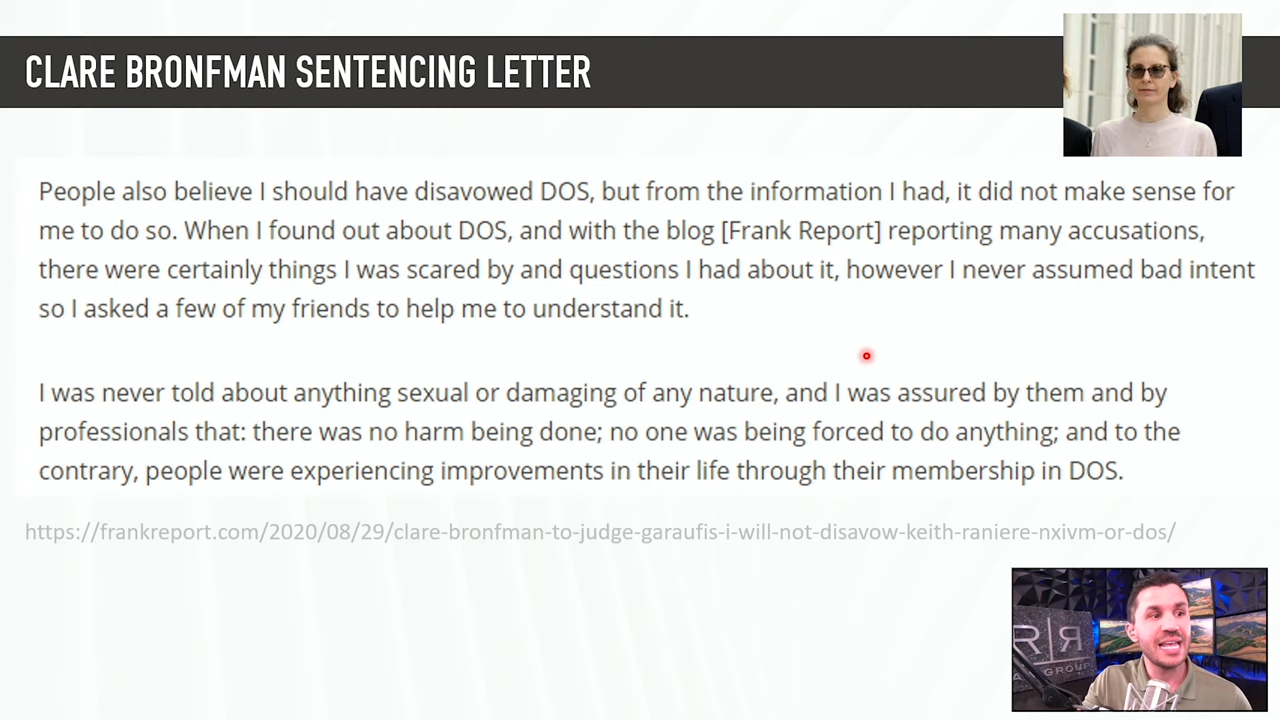 CLARE BRONFMAN SENTENCING LETTER
People also believe I should have disavowed DOS, but from the information I had, it did not make sense for
me to do so. When I found out about DOS, and with the blog [Frank Report] reporting many accusations,
there were certainly things I was scared by and questions I had about it, however I never assumed bad intent
so I asked a few of my friends to help me to understand it.
I was never told about anything sexual or damaging of any nature, and I was assured by them and by
professionals that: there was no harm being done; no one was being forced to do anything; and to the
contrary, people were experiencing improvements in their life through their membership in DOS.
https://frankreport.com/2020/08/29/clare-bronfman-to-judge-garaufis-i-will-not-disavow-keith-raniere-nxivm-or-dos/
R|R
GROUP